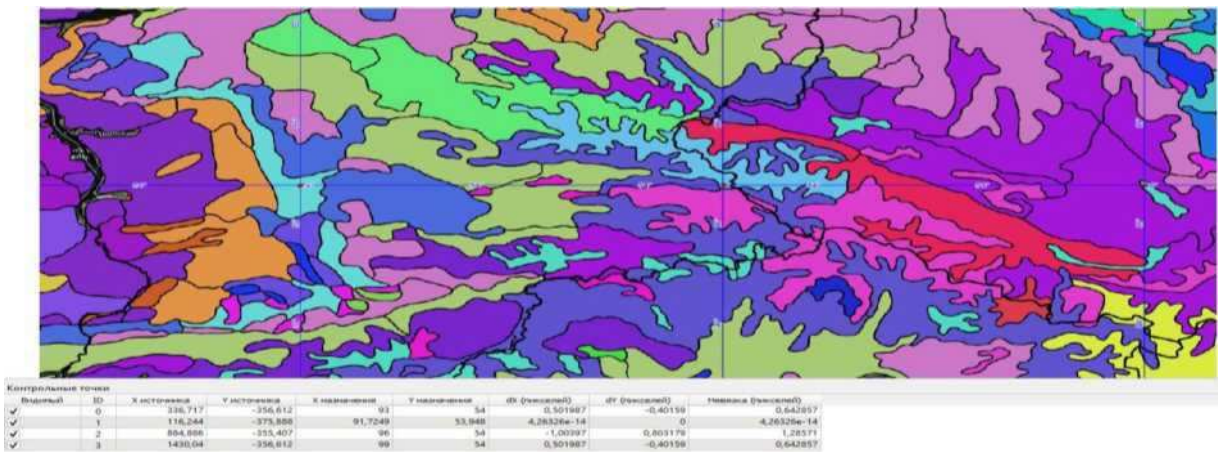 Контрольные точки
Видимый ID X источника Y источника X назначения Y назначения dX (пикселей) dY (пикселей) Невязка (пикселей)
✓ 0 336,717 -356,612 93 54 0,501987 -0,40159 0,642857
✓ 1 116,244 -375,888 91,7249 53,948 4,26326e-14 0 4,26326e-14
✓ 2 884,886 -355,407 96 54 -1,00397 0,803179 1,28571
✓ 3 1430,04 -356,612 99 54 0,501987 -0,40159 0,642857